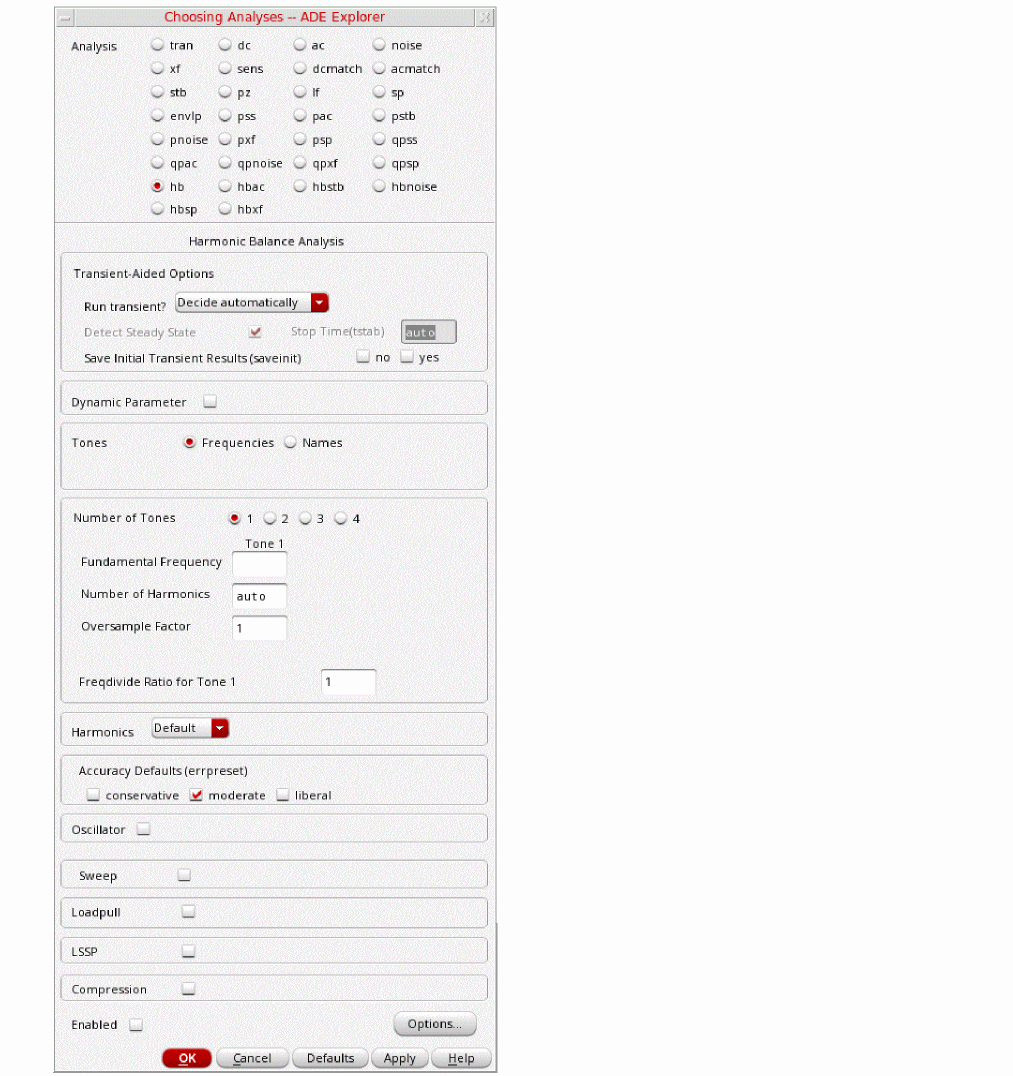 Choosing Analyses -- ADE Explorer
Analysis tran dc ac noise
xf sens dcmatch acmatch
stb pz lf sp
envlp pss pac pstb
pnoise pxf psp qpss
qpac qpnoise qpxf qpsp
hb hbac hbstb hbnoise
hbsp hbxf
Harmonic Balance Analysis
Transient-Aided Options
Run transient? Decide automatically
Detect Steady State Stop Time(tstab) auto
Save Initial Transient Results (saveinit) no yes
Dynamic Parameter
Tones Frequencies Names
Number of Tones 1 2 3 4
Tone 1
Fundamental Frequency
Number of Harmonics auto
Oversample Factor 1
Freqdivide Ratio for Tone 1 1
Harmonics Default
Accuracy Defaults (errpreset)
conservative moderate liberal
Oscillator
Sweep
Loadpull
LSSP
Compression
Enabled Options...
OK Cancel Defaults Apply Help